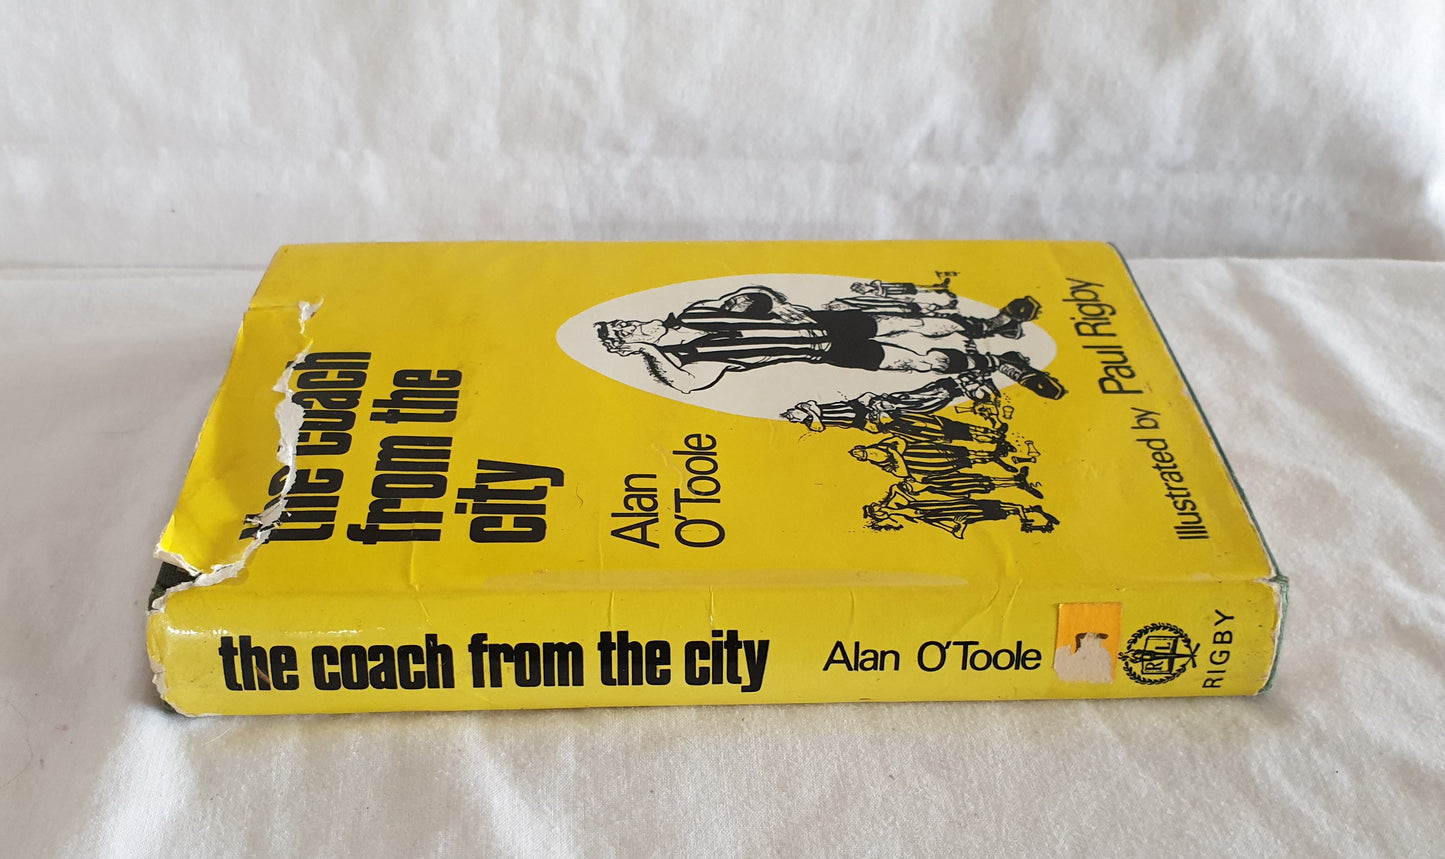 the coach
from the
city
Alan
O'Toole
Illustrated by Paul Rigby
the coach from the city
Alan O'Toole
RL
RIGBY